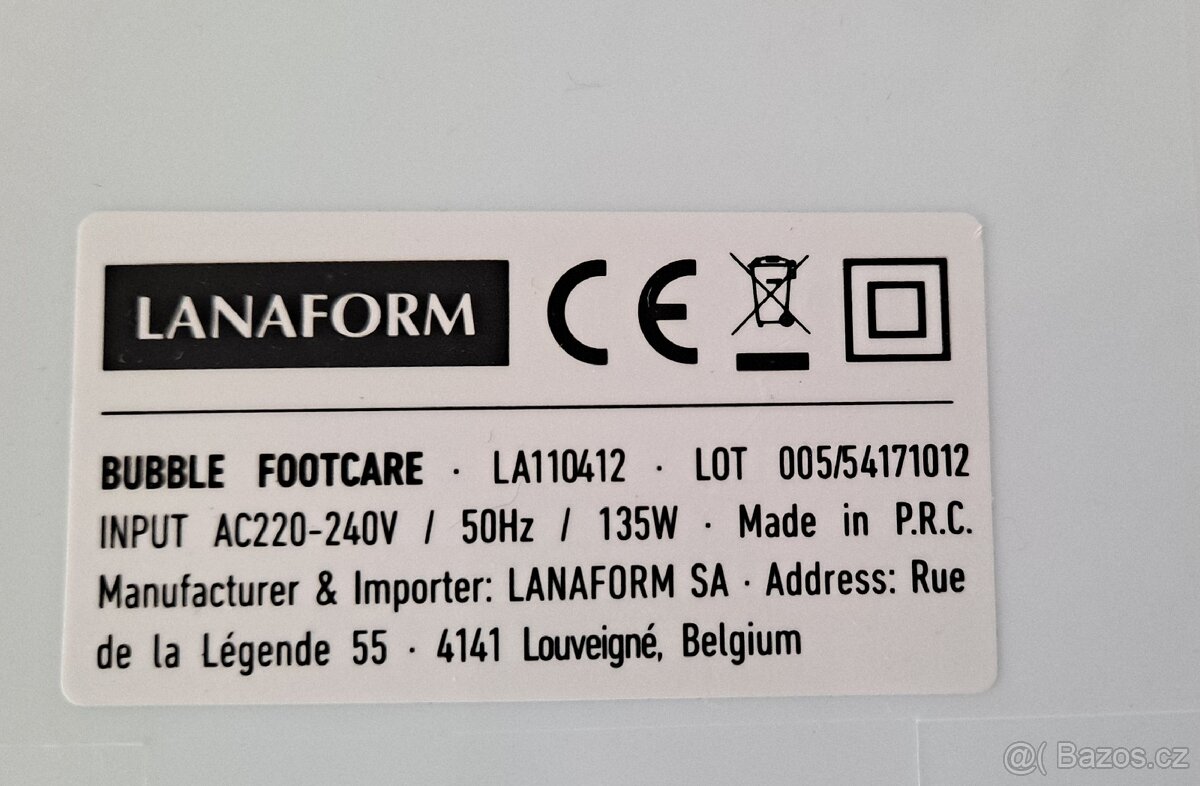 LANAFORM CE
BUBBLE FOOTCARE · LA110412 · LOT 005/54171012
INPUT AC220-240V / 50Hz / 135W · Made in P.R.C.
Manufacturer & Importer: LANAFORM SA · Address: Rue
de la Légende 55 · 4141 Louveigné, Belgium
@( Bazos.cz